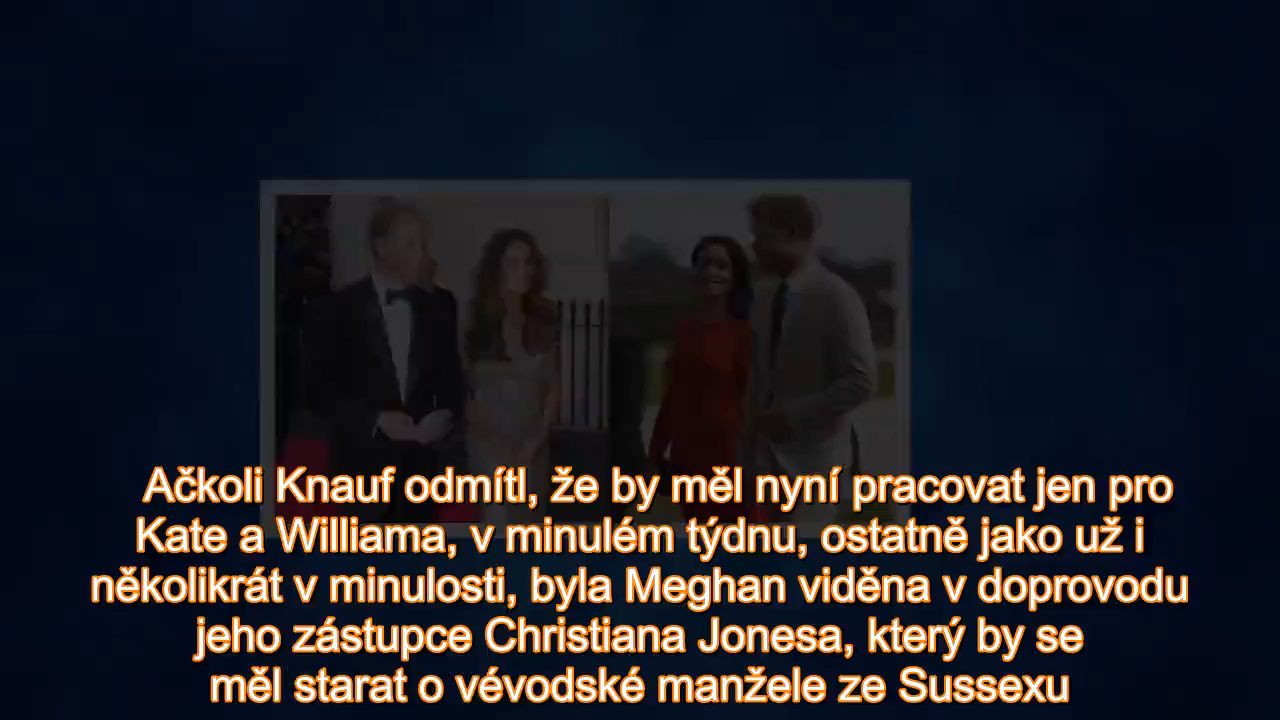 Ačkoli Knauf odmítl, že by měl nyní pracovat jen pro
Kate a Williama, v minulém týdnu, ostatně jako už i
několikrát v minulosti, byla Meghan viděna v doprovodu
jeho zástupce Christiana Jonesa, který by se
měl starat o vévodské manžele ze Sussexu